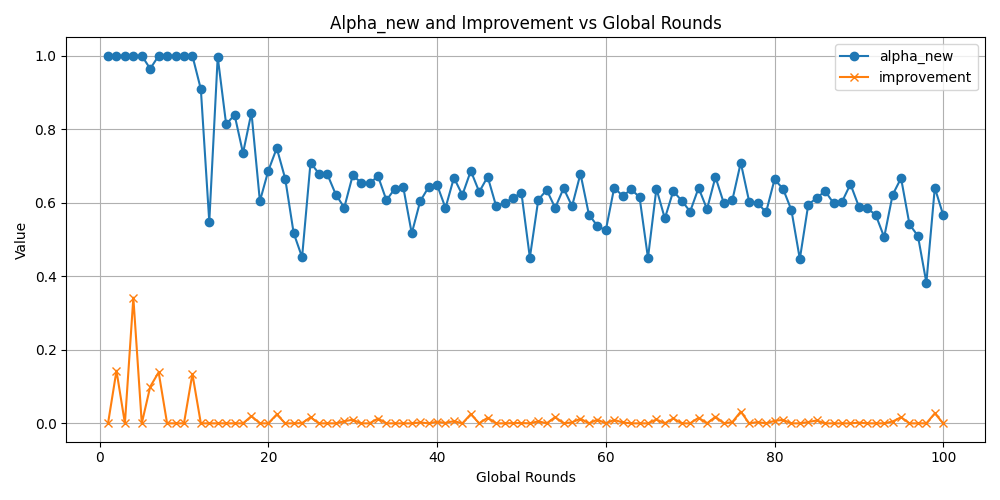 Alpha_new and Improvement vs Global Rounds
alpha_new
improvement
Value
1.0
0.8
0.6
0.4
0.2
0.0
0
20
40
60
80
100
Global Rounds